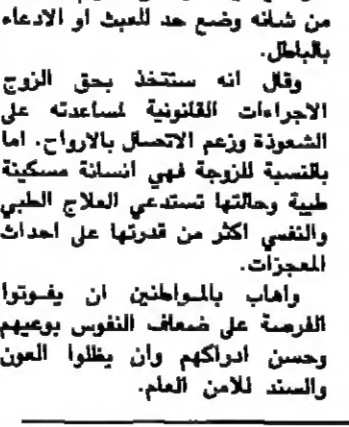 من شانه وضع حد للعبث او الادعاء
بالباطل.
وقال انه ستتخذ بحق الزوج
الاجراءات القانونية لمساعدته على
الشعوذة وزعم الاتصال بالارواح. اما
بالنسبة للزوجة فهي انسانة مسكينة
طيبة وحالتها تستدعي العلاج الطبي
والنفسي اكثر من قدرتها على احداث
المعجزات.
واهاب بالمواطنين ان يفوتوا
الفرصة على ضعاف النفوس بوعيهم
وحسن ادراكهم وان يظلوا العون
والسند للامن العام.